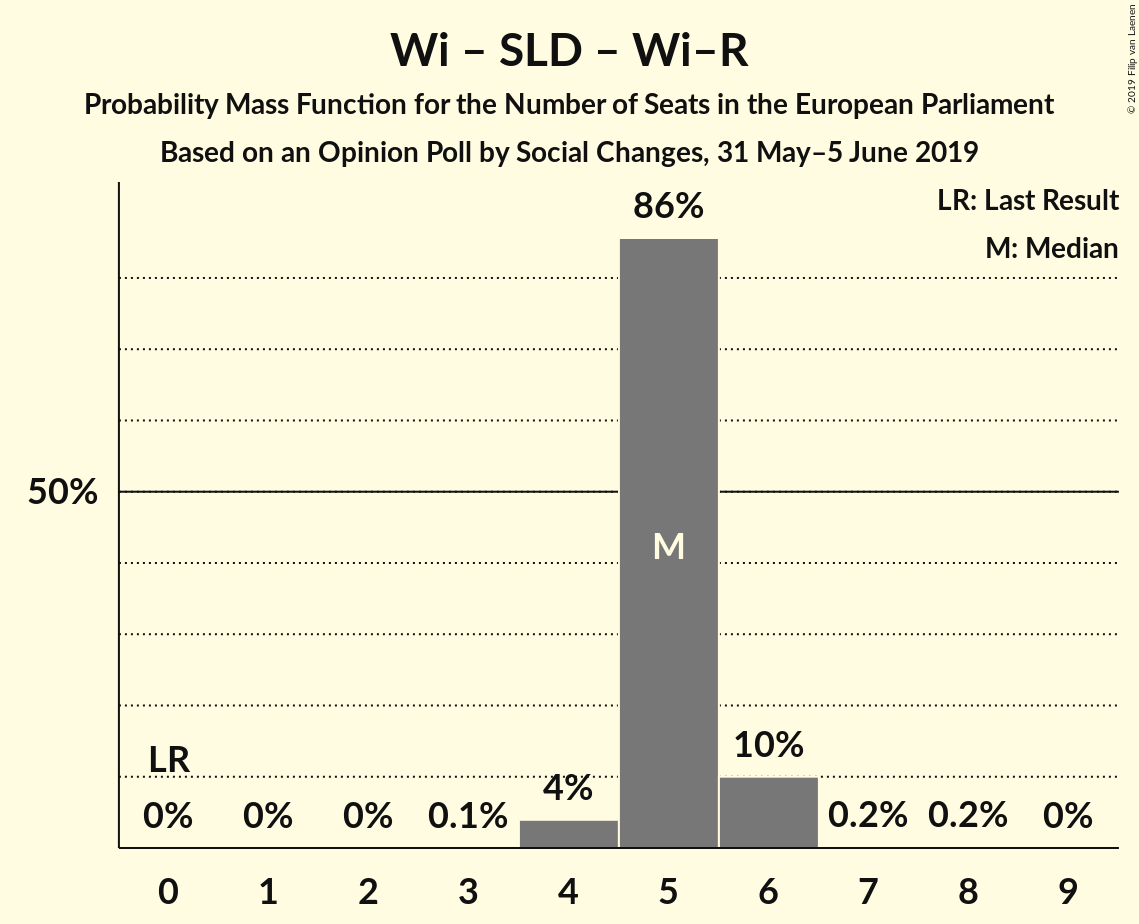 Wi – SLD – Wi–R
Probability Mass Function for the Number of Seats in the European Parliament
Based on an Opinion Poll by Social Changes, 31 May–5 June 2019
© 2019 Filip van Laenen
LR: Last Result
M: Median
86%
50%
M
LR
10%
4%
0% 0% 0% 0.1% 0.2% 0.2% 0%
0 1 2 3 4 5 6 7 8 9